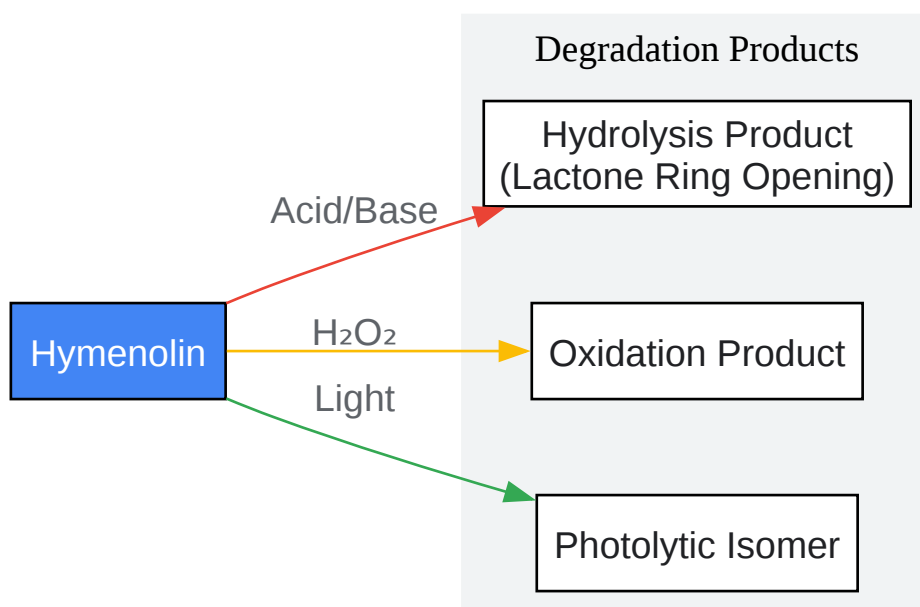 Degradation Products
Hydrolysis Product
(Lactone Ring Opening)
Acid/Base
Hymenolin
H₂O₂
Oxidation Product
Light
Photolytic Isomer